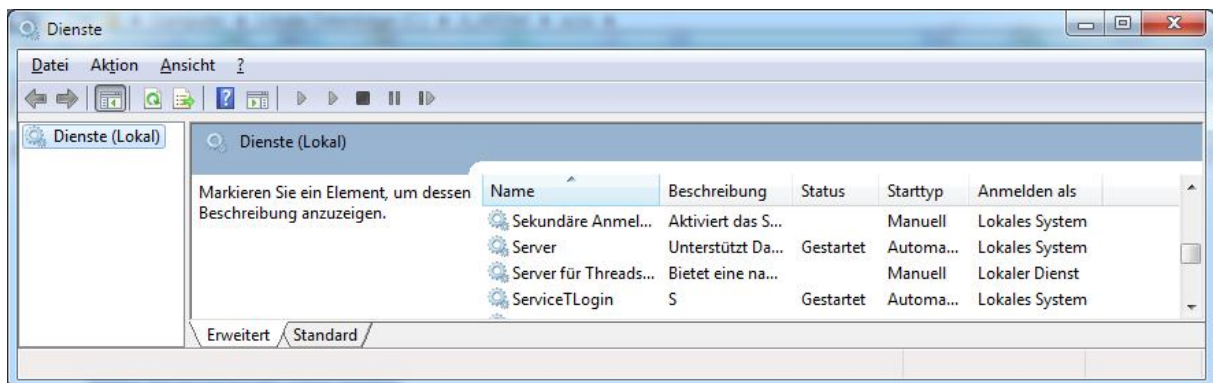 Dienste
Datei Aktion Ansicht ?
Dienste (Lokal)
Dienste (Lokal)
Markieren Sie ein Element, um dessen
Beschreibung anzuzeigen.
Name Beschreibung Status Starttyp Anmelden als
Sekundäre Anmel... Aktiviert das S... Manuell Lokales System
Server Unterstützt Da... Gestartet Automa... Lokales System
Server für Threads... Bietet eine na... Manuell Lokaler Dienst
ServiceTLogin S Gestartet Automa... Lokales System
Erweitert Standard